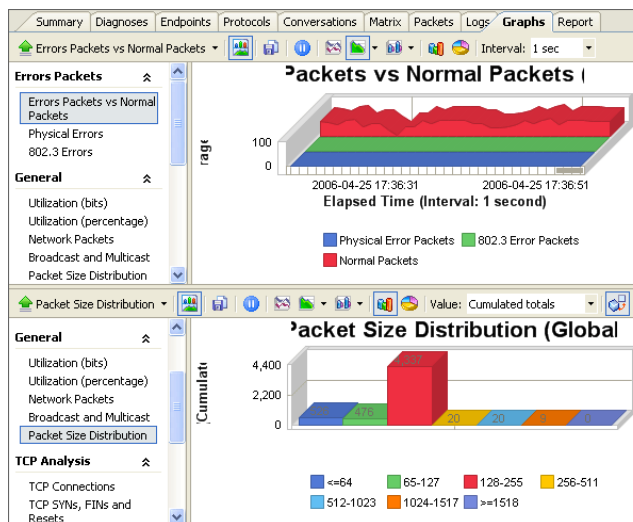 Summary Diagnoses Endpoints Protocols Conversations Matrix Packets Logs Graphs Report
Errors Packets vs Normal Packets Interval: 1 sec
Errors Packets
Errors Packets vs Normal
Packets
Physical Errors
802.3 Errors
General
Utilization (bits)
Utilization (percentage)
Network Packets
Broadcast and Multicast
Packet Size Distribution
Packets vs Normal Packets (
rage
100
0
2006-04-25 17:36:31 2006-04-25 17:36:51
Elapsed Time (Interval: 1 second)
Physical Error Packets 802.3 Error Packets
Normal Packets
Packet Size Distribution Value: Cumulated totals
General
Utilization (bits)
Utilization (percentage)
Network Packets
Broadcast and Multicast
Packet Size Distribution
TCP Analysis
TCP Connections
TCP SYNs, FINs and
Resets
Packet Size Distribution (Global
Cumulate
4,400
2,200
0
476 20 20 9 0
<=64 65-127 128-255 256-511
512-1023 1024-1517 >=1518